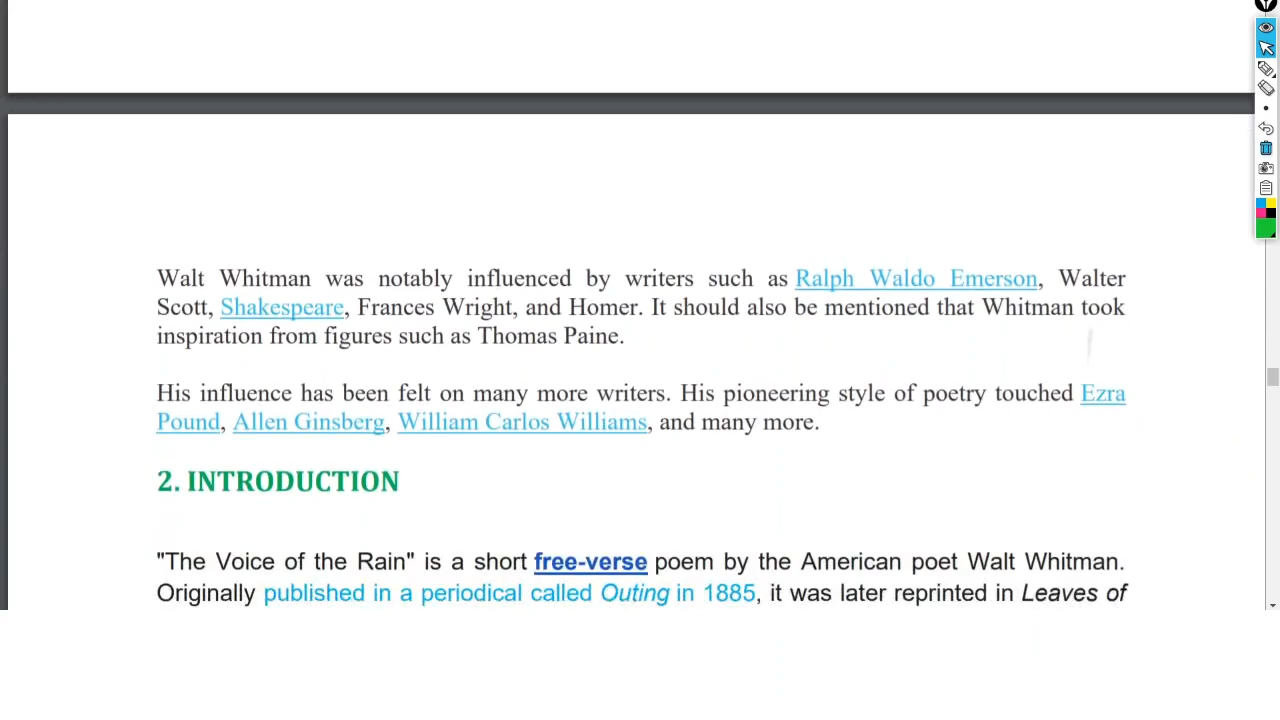 Walt Whitman was notably influenced by writers such as Ralph Waldo Emerson, Walter
Scott, Shakespeare, Frances Wright, and Homer. It should also be mentioned that Whitman took
inspiration from figures such as Thomas Paine.
His influence has been felt on many more writers. His pioneering style of poetry touched Ezra
Pound, Allen Ginsberg, William Carlos Williams, and many more.
2. INTRODUCTION
"The Voice of the Rain" is a short free-verse poem by the American poet Walt Whitman.
Originally published in a periodical called Outing in 1885, it was later reprinted in Leaves of